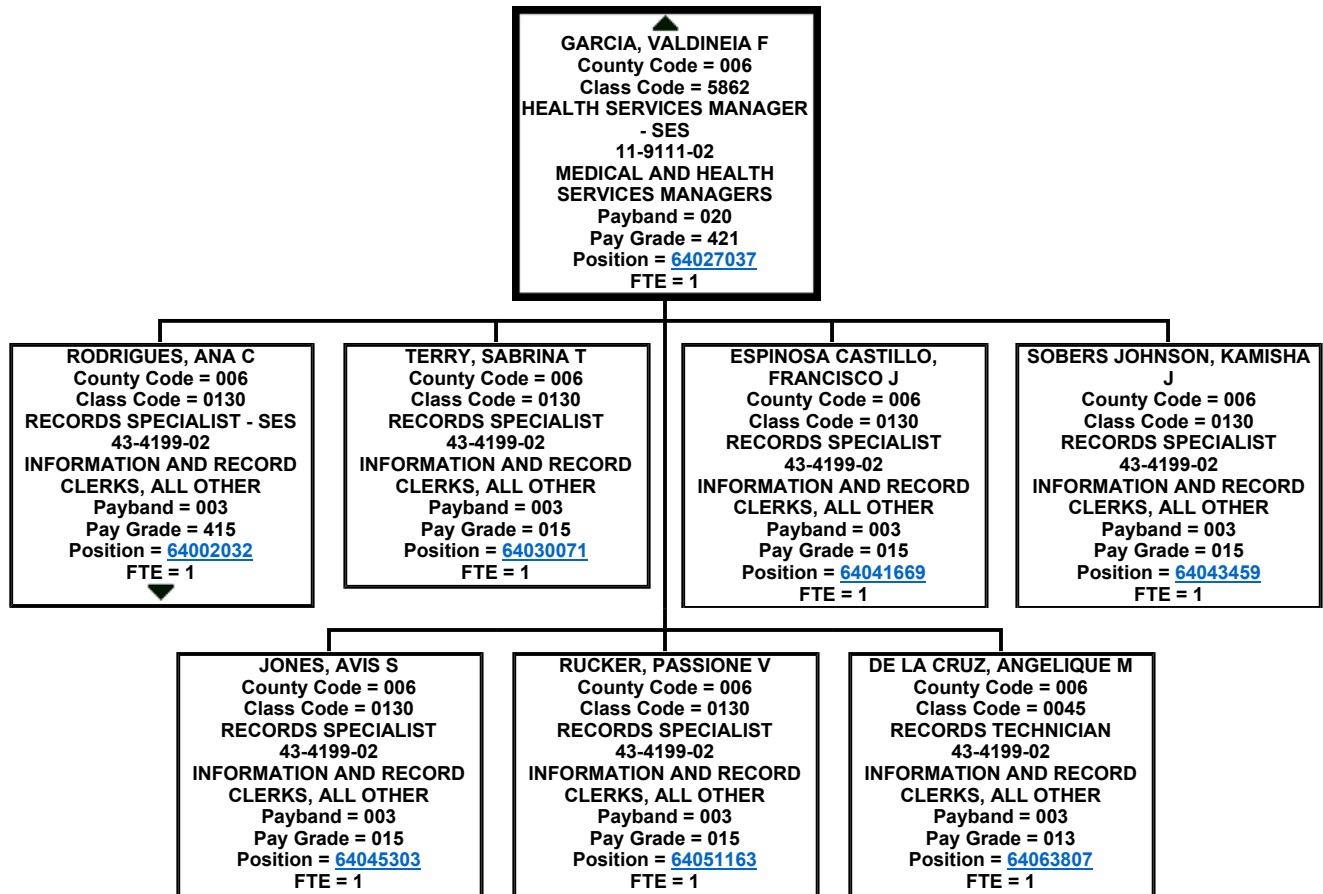 GARCIA, VALDINEIA F
County Code = 006
Class Code = 5862
HEALTH SERVICES MANAGER
- SES
11-9111-02
MEDICAL AND HEALTH
SERVICES MANAGERS
Payband = 020
Pay Grade = 421
Position = 64027037
FTE = 1
RODRIGUES, ANA C
County Code = 006
Class Code = 0130
RECORDS SPECIALIST - SES
43-4199-02
INFORMATION AND RECORD
CLERKS, ALL OTHER
Payband = 003
Pay Grade = 415
Position = 64002032
FTE = 1
TERRY, SABRINA T
County Code = 006
Class Code = 0130
RECORDS SPECIALIST
43-4199-02
INFORMATION AND RECORD
CLERKS, ALL OTHER
Payband = 003
Pay Grade = 015
Position = 64030071
FTE = 1
ESPINOSA CASTILLO,
FRANCISCO J
County Code = 006
Class Code = 0130
RECORDS SPECIALIST
43-4199-02
INFORMATION AND RECORD
CLERKS, ALL OTHER
Payband = 003
Pay Grade = 015
Position = 64041669
FTE = 1
SOBERS JOHNSON, KAMISHA
J
County Code = 006
Class Code = 0130
RECORDS SPECIALIST
43-4199-02
INFORMATION AND RECORD
CLERKS, ALL OTHER
Payband = 003
Pay Grade = 015
Position = 64043459
FTE = 1
JONES, AVIS S
County Code = 006
Class Code = 0130
RECORDS SPECIALIST
43-4199-02
INFORMATION AND RECORD
CLERKS, ALL OTHER
Payband = 003
Pay Grade = 015
Position = 64045303
FTE = 1
RUCKER, PASSIONE V
County Code = 006
Class Code = 0130
RECORDS SPECIALIST
43-4199-02
INFORMATION AND RECORD
CLERKS, ALL OTHER
Payband = 003
Pay Grade = 015
Position = 64051163
FTE = 1
DE LA CRUZ, ANGELIQUE M
County Code = 006
Class Code = 0045
RECORDS TECHNICIAN
43-4199-02
INFORMATION AND RECORD
CLERKS, ALL OTHER
Payband = 003
Pay Grade = 013
Position = 64063807
FTE = 1